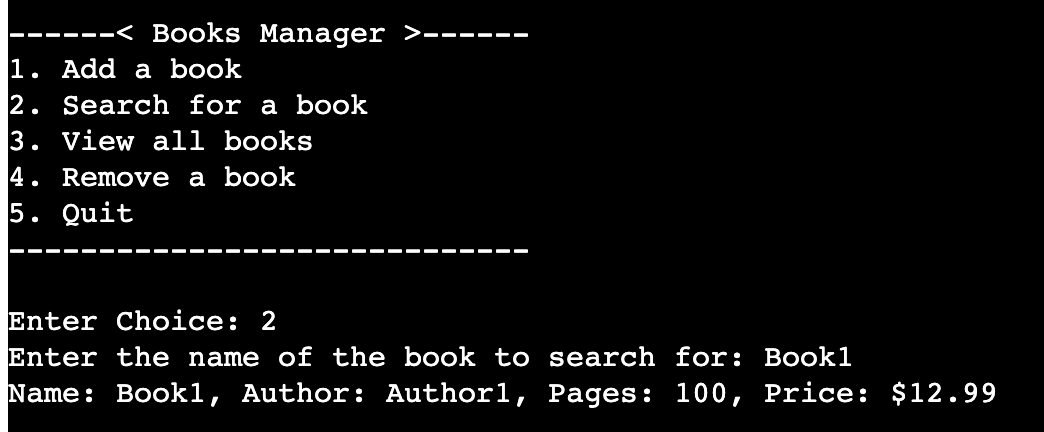 ------< Books Manager >------
1. Add a book
2. Search for a book
3. View all books
4. Remove a book
5. Quit
-----------------------------
Enter Choice: 2
Enter the name of the book to search for: Book1
Name: Book1, Author: Author1, Pages: 100, Price: $12.99